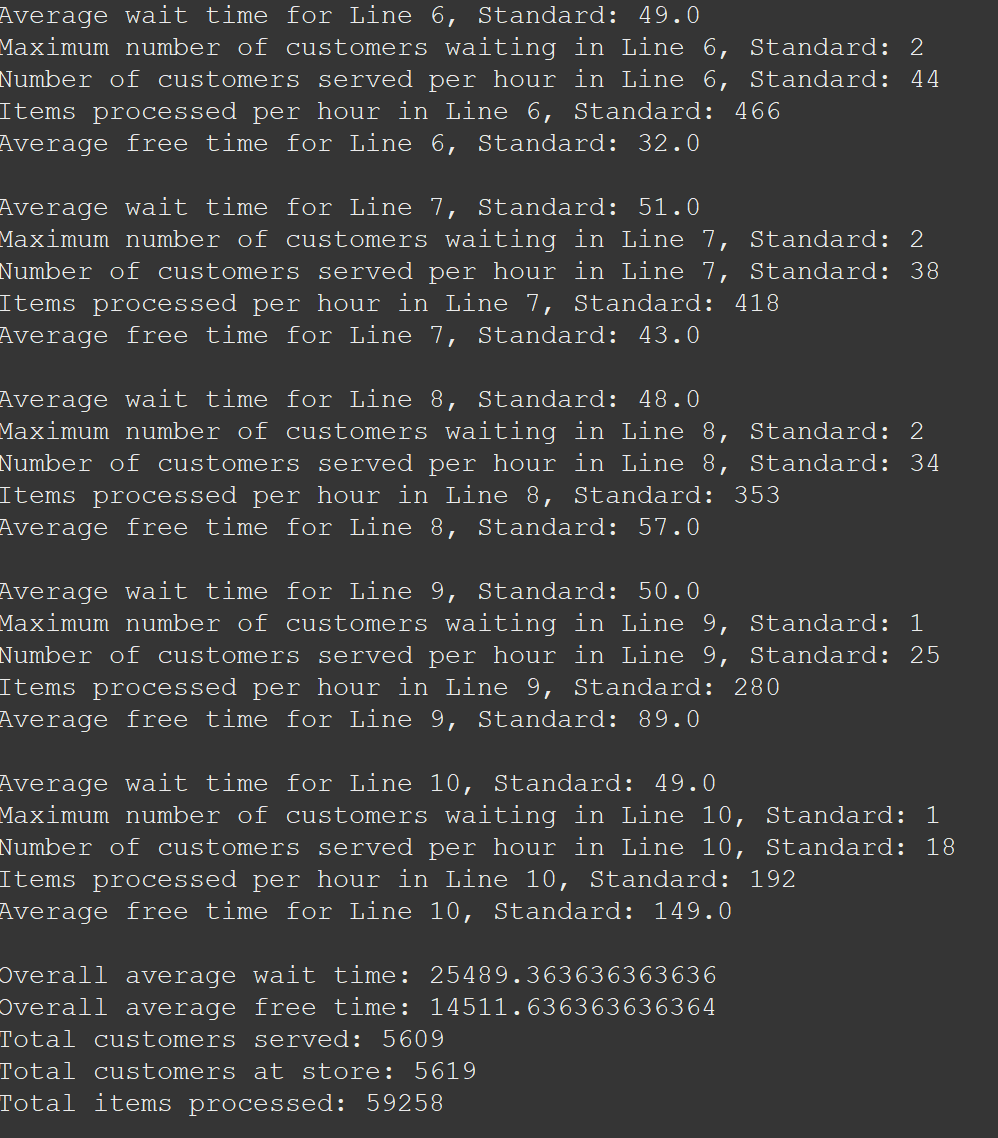 Average wait time for Line 6, Standard: 49.0
Maximum number of customers waiting in Line 6, Standard: 2
Number of customers served per hour in Line 6, Standard: 44
Items processed per hour in Line 6, Standard: 466
Average free time for Line 6, Standard: 32.0
Average wait time for Line 7, Standard: 51.0
Maximum number of customers waiting in Line 7, Standard: 2
Number of customers served per hour in Line 7, Standard: 38
Items processed per hour in Line 7, Standard: 418
Average free time for Line 7, Standard: 43.0
Average wait time for Line 8, Standard: 48.0
Maximum number of customers waiting in Line 8, Standard: 2
Number of customers served per hour in Line 8, Standard: 34
Items processed per hour in Line 8, Standard: 353
Average free time for Line 8, Standard: 57.0
Average wait time for Line 9, Standard: 50.0
Maximum number of customers waiting in Line 9, Standard: 1
Number of customers served per hour in Line 9, Standard: 25
Items processed per hour in Line 9, Standard: 280
Average free time for Line 9, Standard: 89.0
Average wait time for Line 10, Standard: 49.0
Maximum number of customers waiting in Line 10, Standard: 1
Number of customers served per hour in Line 10, Standard: 18
Items processed per hour in Line 10, Standard: 192
Average free time for Line 10, Standard: 149.0
Overall average wait time: 25489.363636363636
Overall average free time: 14511.636363636364
Total customers served: 5609
Total customers at store: 5619
Total items processed: 59258